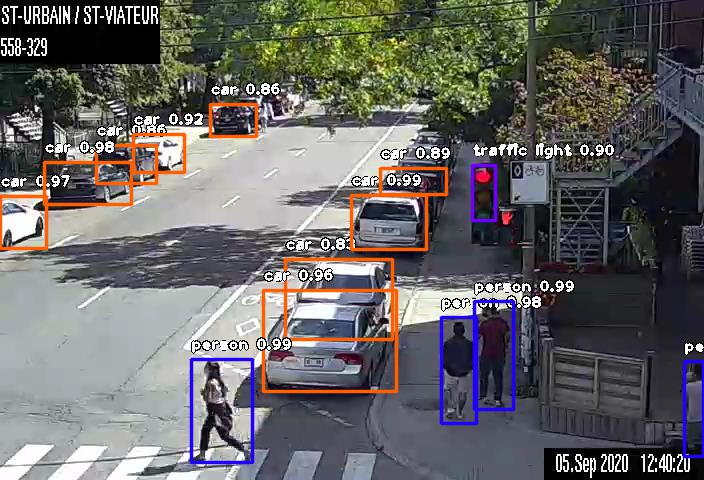 ST-URBAIN / ST-VIATEUR
558-329
car 0.86
car 0.92
car 0.86
car 0.98
car 0.97
car 0.89
traffic light 0.90
car 0.99
car 0.83
car 0.96
person 0.99
person 0.98
person 0.99
pe
05.Sep 2020 12:40:20